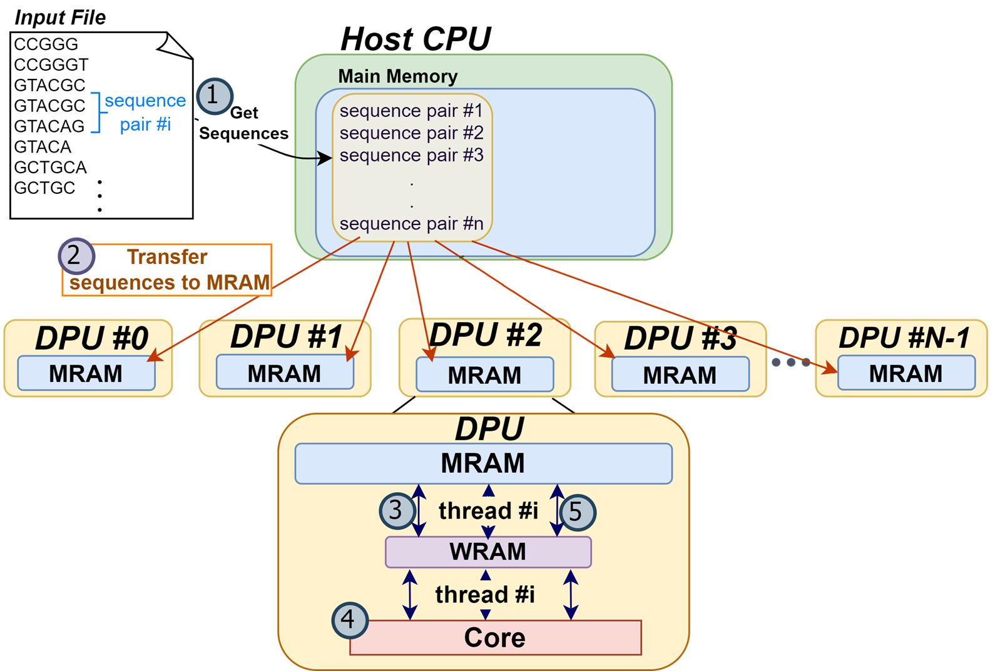 Input File
CCGGG
CCGGGT
GTACGC
GTACGC
GTACAG
GTACA
GCTGCA
GCTGC
sequence
pair #i
1
Get
Sequences
Host CPU
Main Memory
sequence pair #1
sequence pair #2
sequence pair #3
.
.
sequence pair #n
2
Transfer
sequences to MRAM
DPU #0
MRAM
DPU #1
MRAM
DPU #2
MRAM
DPU #3
MRAM
DPU #N-1
MRAM
DPU
MRAM
3
thread #i
5
WRAM
thread #i
4
Core